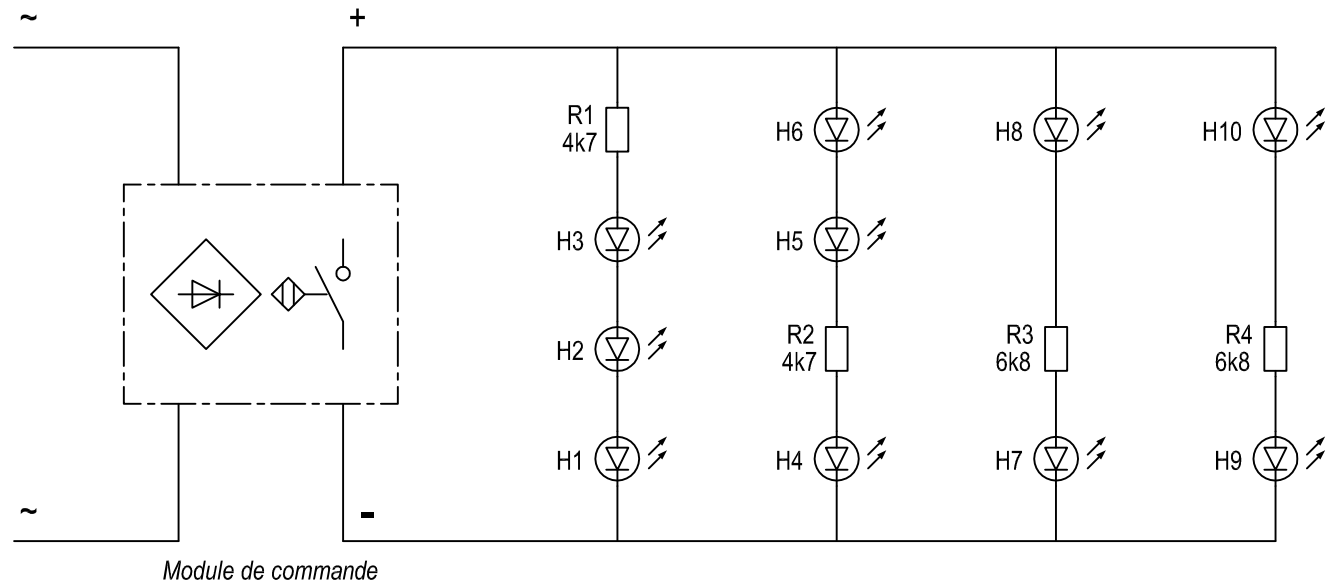 ~ +
R1 H6 H8 H10
4k7
H3 H5
H2 R2 R3 R4
4k7 6k8 6k8
H1 H4 H7 H9
~ -
Module de commande